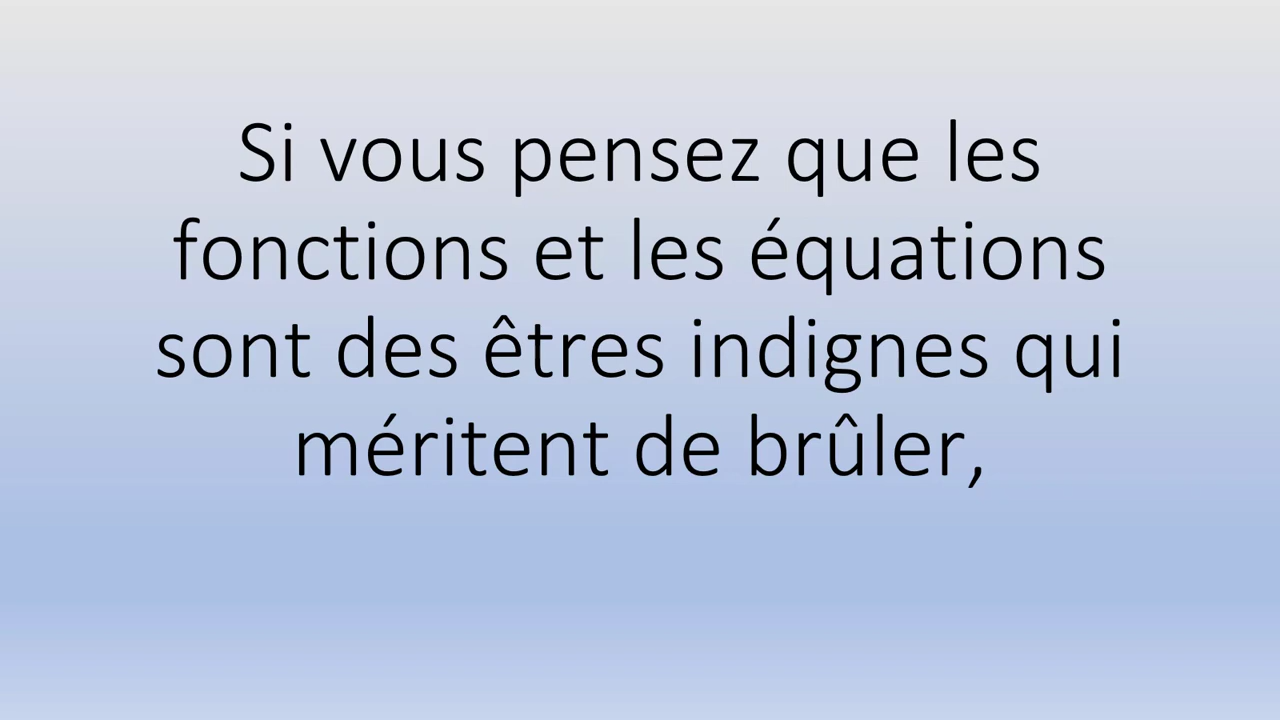 Si vous pensez que les
fonctions et les équations
sont des êtres indignes qui
méritent de brûler,